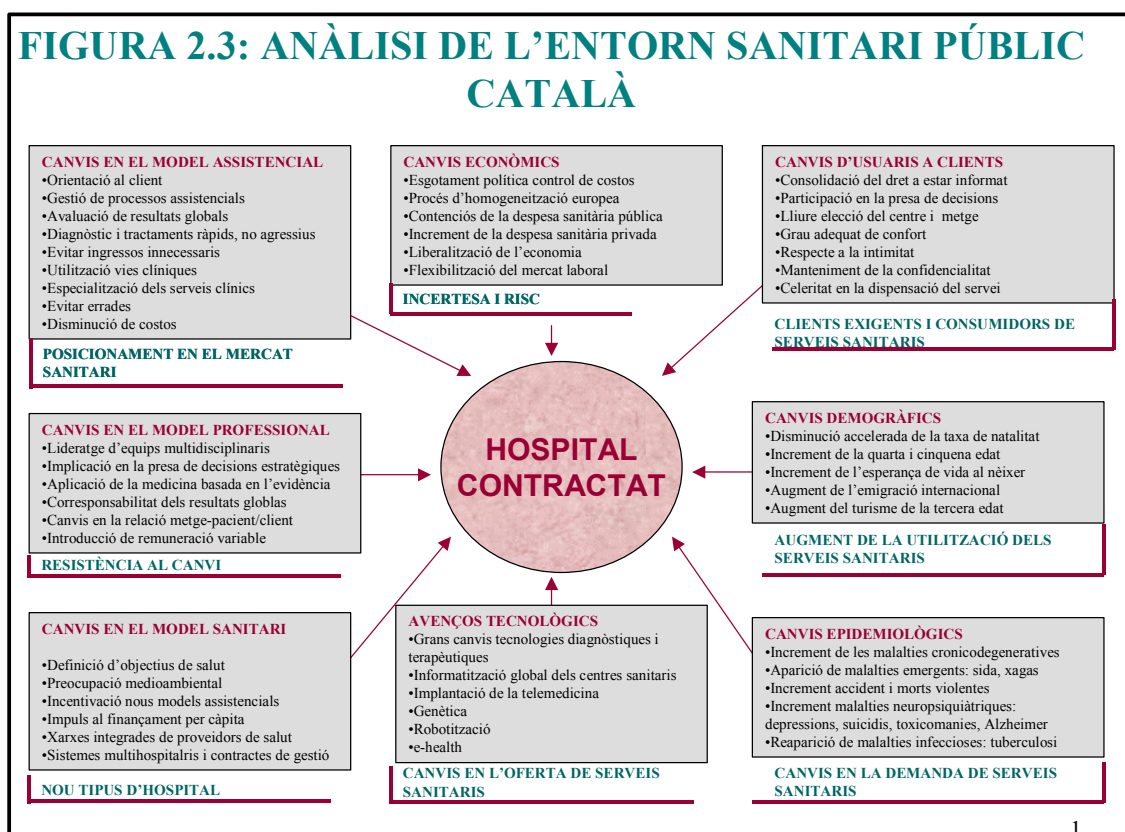 FIGURA 2.3: ANÀLISI DE L'ENTORN SANITARI PÚBLIC
CATALÀ
CANVIS EN EL MODEL ASSISTENCIAL
•Orientació al client
•Gestió de processos assistencials
•Avaluació de resultats globals
•Diagnòstic i tractaments ràpids, no agressius
•Evitar ingressos innecessaris
•Utilització vies clíniques
•Especialització dels serveis clínics
•Evitar errades
•Disminució de costos
POSICIONAMENT EN EL MERCAT
SANITARI
CANVIS ECONÒMICS
•Esgotament política control de costos
•Procés d'homogeneització europea
•Contenciós de la despesa sanitària pública
•Increment de la despesa sanitària privada
•Liberalització de l'economia
•Flexibilització del mercat laboral
INCERTESA I RISC
CANVIS D'USUARIS A CLIENTS
•Consolidació del dret a estar informat
•Participació en la presa de decisions
•Lliure elecció del centre i metge
•Grau adequat de confort
•Respecte a la intimitat
•Manteniment de la confidencialitat
•Celeritat en la dispensació del servei
CLIENTS EXIGENTS I CONSUMIDORS DE
SERVEIS SANITARIS
CANVIS EN EL MODEL PROFESSIONAL
•Lideratge d'equips multidisciplinaris
•Implicació en la presa de decisions estratègiques
•Aplicació de la medicina basada en l'evidència
•Corresponsabilitat dels resultats globlas
•Canvis en la relació metge-pacient/client
•Introducció de remuneració variable
RESISTÈNCIA AL CANVI
HOSPITAL
CONTRACTAT
CANVIS DEMOGRÀFICS
•Disminució accelerada de la taxa de natalitat
•Increment de la quarta i cinquena edat
•Increment de l'esperança de vida al nèixer
•Augment de l'emigració internacional
•Augment del turisme de la tercera edat
AUGMENT DE LA UTILITZACIÓ DELS
SERVEIS SANITARIS
CANVIS EN EL MODEL SANITARI
•Definició d'objectius de salut
•Preocupació medioambiental
•Incentivació nous models assistencials
•Impuls al finançament per càpita
•Xarxes integrades de proveïdors de salut
•Sistemes multihospitalris i contractes de gestió
NOU TIPUS D'HOSPITAL
AVENÇOS TECNOLÒGICS
•Grans canvis tecnologies diagnòstiques i
terapèutiques
•Informatització global dels centres sanitaris
•Implantació de la telemedicina
•Genètica
•Robotització
•e-health
CANVIS EN L'OFERTA DE SERVEIS
SANITARIS
CANVIS EPIDEMIOLÒGICS
•Increment de les malalties cronicodegeneratives
•Aparició de malalties emergents: sida, xagas
•Increment accident i morts violentes
•Increment malalties neuropsiquiàtriques:
depressions, suicidis, toxicomanies, Alzheimer
•Reaparició de malalties infeccioses: tuberculosi
CANVIS EN LA DEMANDA DE SERVEIS
SANITARIS
1